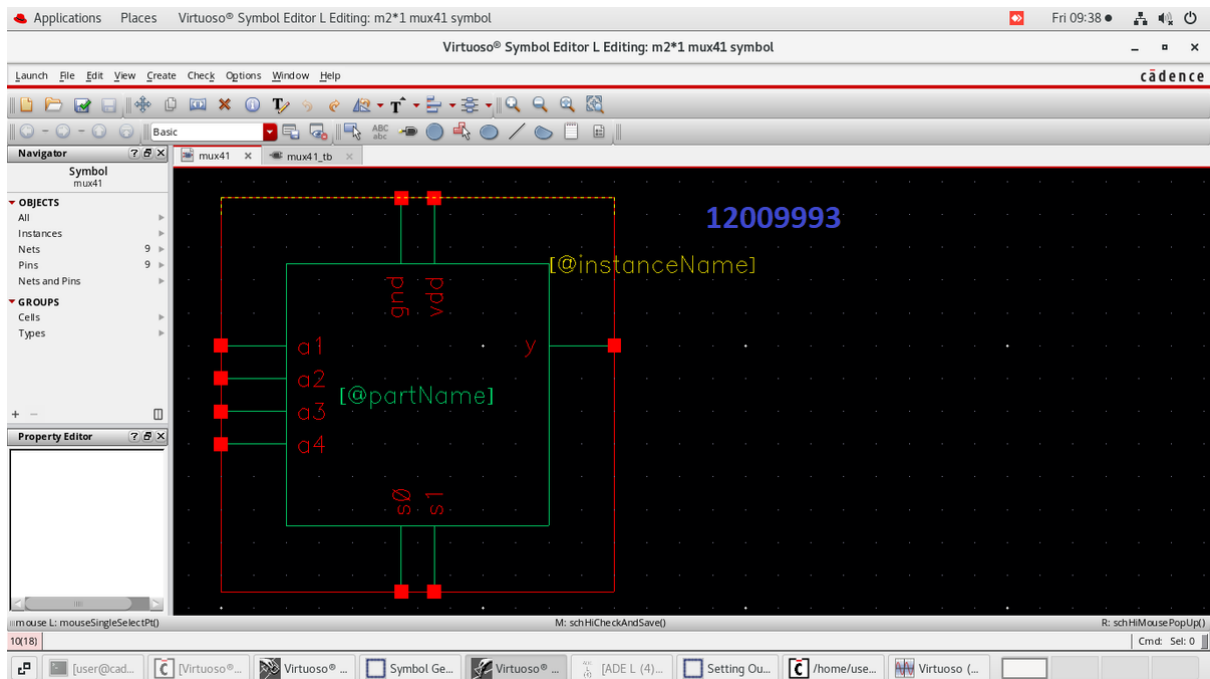 Applications Places Virtuoso® Symbol Editor L Editing: m2*1 mux41 symbol Fri 09:38
Virtuoso® Symbol Editor L Editing: m2*1 mux41 symbol
Launch File Edit View Create Check Options Window Help cādence
Basic
Navigator
mux41 mux41_tb
Symbol
mux41
OBJECTS
All
Instances
Nets 9
Pins 9
Nets and Pins
GROUPS
Cells
Types
Property Editor
12009993
[@instanceName]
gnd vdd
a1 y
a2
[@partName]
a3
a4
s0 s1
mouse L: mouseSingleSelectPt() M: schHiCheckAndSave() R: schHiMousePopUp()
10(18) Cmd: Sel: 0
[user@cad... [Virtuoso®... Virtuoso® ... Symbol Ge... Virtuoso® ... [ADE L (4)... Setting Ou... /home/use... Virtuoso (...